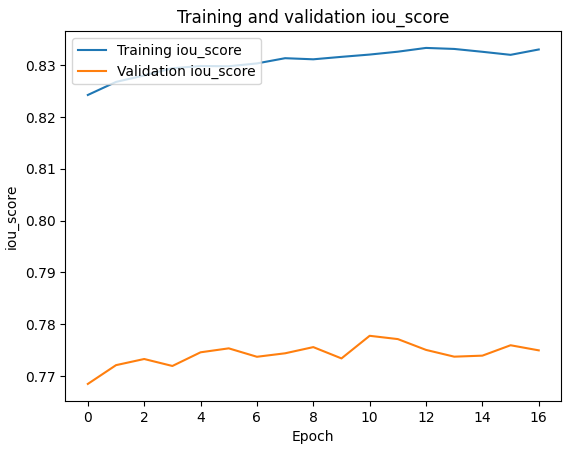 Training and validation iou_score
Training iou_score
Validation iou_score
iou_score
0.83
0.82
0.81
0.80
0.79
0.78
0.77
0 2 4 6 8 10 12 14 16
Epoch